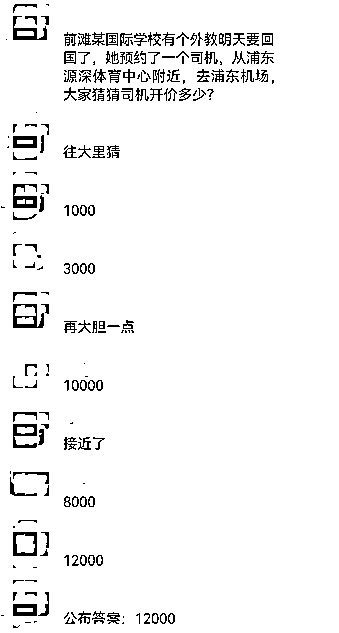 前滩某国际学校有个外教明天要回
国了，她预约了一个司机，从浦东
源深体育中心附近，去浦东机场，
大家猜猜司机开价多少？
往大里猜
1000
3000
再大胆一点
10000
接近了
8000
12000
公布答案：12000